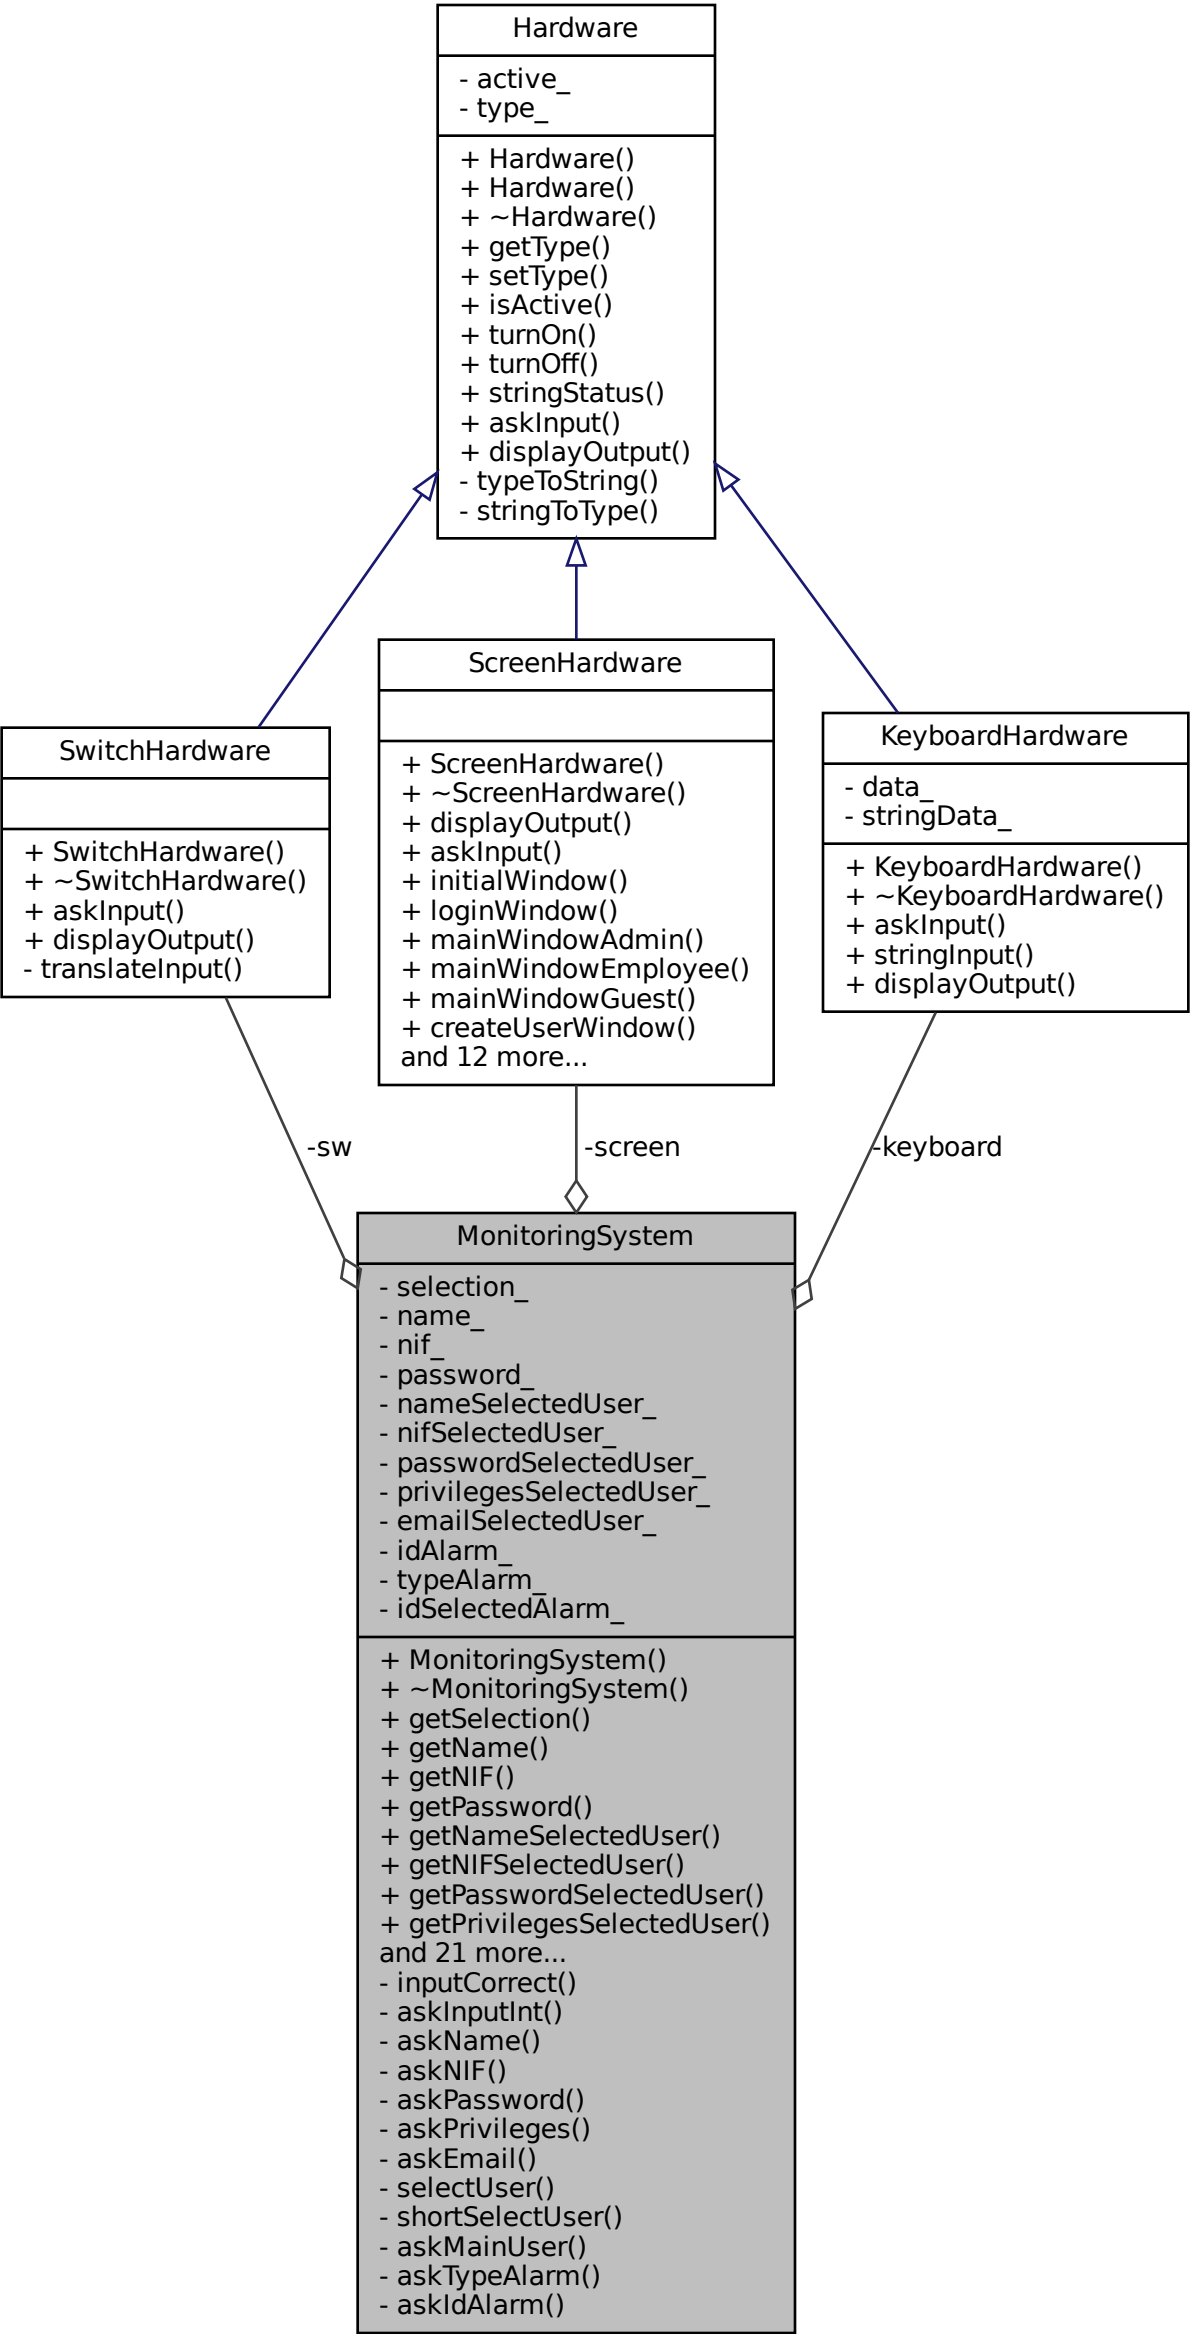 Hardware
- active_
- type_
+ Hardware()
+ Hardware()
+ ~Hardware()
+ getType()
+ setType()
+ isActive()
+ turnOn()
+ turnOff()
+ stringStatus()
+ askInput()
+ displayOutput()
- typeToString()
- stringToType()
SwitchHardware
+ SwitchHardware()
+ ~SwitchHardware()
+ askInput()
+ displayOutput()
- translateInput()
ScreenHardware
+ ScreenHardware()
+ ~ScreenHardware()
+ displayOutput()
+ askInput()
+ initialWindow()
+ loginWindow()
+ mainWindowAdmin()
+ mainWindowEmployee()
+ mainWindowGuest()
+ createUserWindow()
and 12 more...
KeyboardHardware
- data_
- stringData_
+ KeyboardHardware()
+ ~KeyboardHardware()
+ askInput()
+ stringInput()
+ displayOutput()
-sw
-screen
-keyboard
MonitoringSystem
- selection_
- name_
- nif_
- password_
- nameSelectedUser_
- nifSelectedUser_
- passwordSelectedUser_
- privilegesSelectedUser_
- emailSelectedUser_
- idAlarm_
- typeAlarm_
- idSelectedAlarm_
+ MonitoringSystem()
+ ~MonitoringSystem()
+ getSelection()
+ getName()
+ getNIF()
+ getPassword()
+ getNameSelectedUser()
+ getNIFSelectedUser()
+ getPasswordSelectedUser()
+ getPrivilegesSelectedUser()
and 21 more...
- inputCorrect()
- askInputInt()
- askName()
- askNIF()
- askPassword()
- askPrivileges()
- askEmail()
- selectUser()
- shortSelectUser()
- askMainUser()
- askTypeAlarm()
- askIdAlarm()